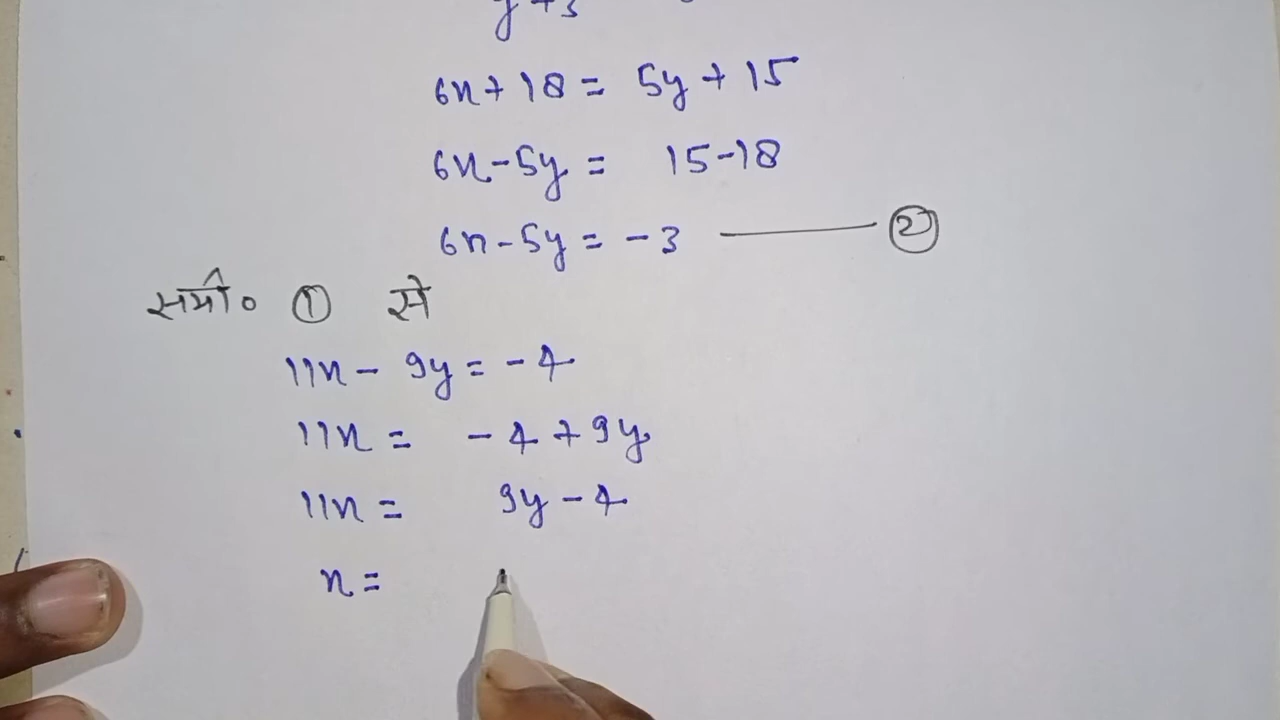 y+3
6x+18 = 5y+15
6x-5y = 15-18
6x-5y = -3 ——— ②
समी० ① से
11x - 9y = -4
11x = -4+9y
11x = 9y-4
x =